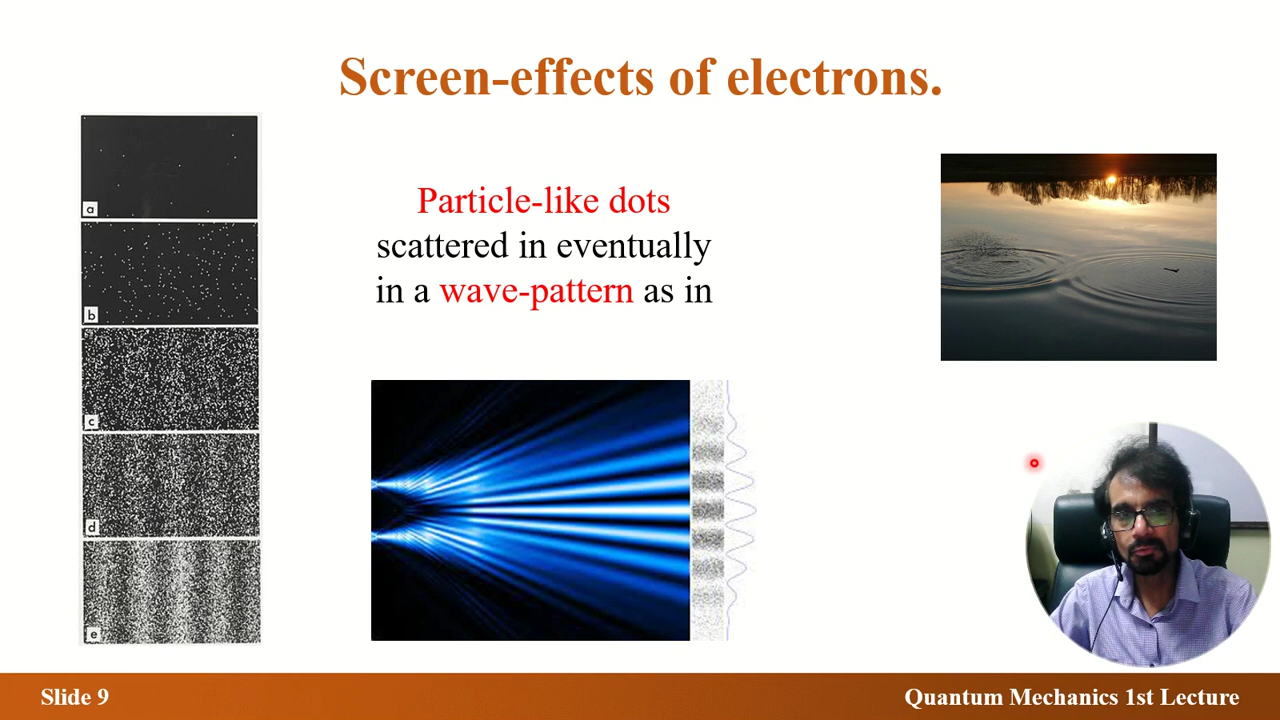 Screen-effects of electrons.
a
b
c
d
e
Particle-like dots
scattered in eventually
in a wave-pattern as in
Slide 9
Quantum Mechanics 1st Lecture